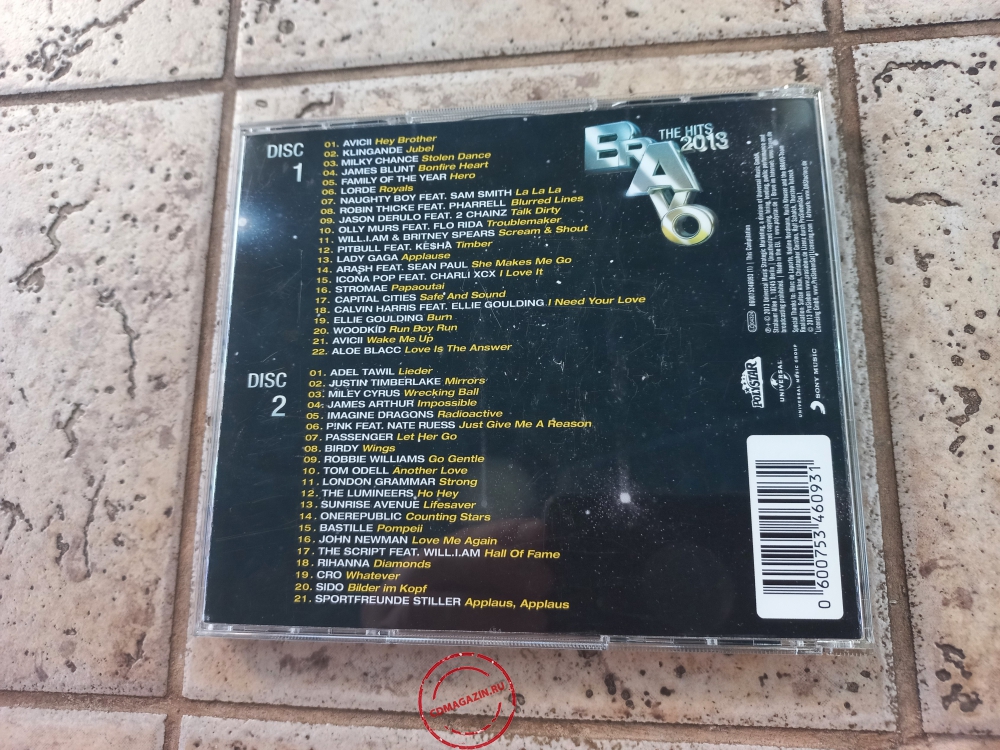 DISC
1
01. AVICII Hey Brother
02. KLINGANDE Jubel
03. MILKY CHANCE Stolen Dance
04. JAMES BLUNT Bonfire Heart
05. FAMILY OF THE YEAR Hero
06. LORDE Royals
07. NAUGHTY BOY FEAT. SAM SMITH La La La
08. ROBIN THICKE FEAT. PHARRELL Blurred Lines
09. JASON DERULO FEAT. 2 CHAINZ Talk Dirty
10. OLLY MURS FEAT. FLO RIDA Troublemaker
11. WILL.I.AM & BRITNEY SPEARS Scream & Shout
12. PITBULL FEAT. KESHA Timber
13. LADY GAGA Applause
14. ARASH FEAT. SEAN PAUL She Makes Me Go
15. ICONA POP FEAT. CHARLI XCX I Love It
16. STROMAE Papaoutai
17. CAPITAL CITIES Safe And Sound
18. CALVIN HARRIS FEAT. ELLIE GOULDING I Need Your Love
19. ELLIE GOULDING Burn
20. WOODKID Run Boy Run
21. AVICII Wake Me Up
22. ALOE BLACC Love Is The Answer
DISC
2
01. ADEL TAWIL Lieder
02. JUSTIN TIMBERLAKE Mirrors
03. MILEY CYRUS Wrecking Ball
04. JAMES ARTHUR Impossible
05. IMAGINE DRAGONS Radioactive
06. P!NK FEAT. NATE RUESS Just Give Me A Reason
07. PASSENGER Let Her Go
08. BIRDY Wings
09. ROBBIE WILLIAMS Go Gentle
10. TOM ODELL Another Love
11. LONDON GRAMMAR Strong
12. THE LUMINEERS Ho Hey
13. SUNRISE AVENUE Lifesaver
14. ONEREPUBLIC Counting Stars
15. BASTILLE Pompeii
16. JOHN NEWMAN Love Me Again
17. THE SCRIPT FEAT. WILL.I.AM Hall Of Fame
18. RIHANNA Diamonds
19. CRO Whatever
20. SIDO Bilder im Kopf
21. SPORTFREUNDE STILLER Applaus, Applaus
BRAVO
THE HITS
2013
POLYSTAR
UNIVERSAL
UNIVERSAL MUSIC GROUP
SONY MUSIC
0 600753 460931
CDMAGAZIN.RU